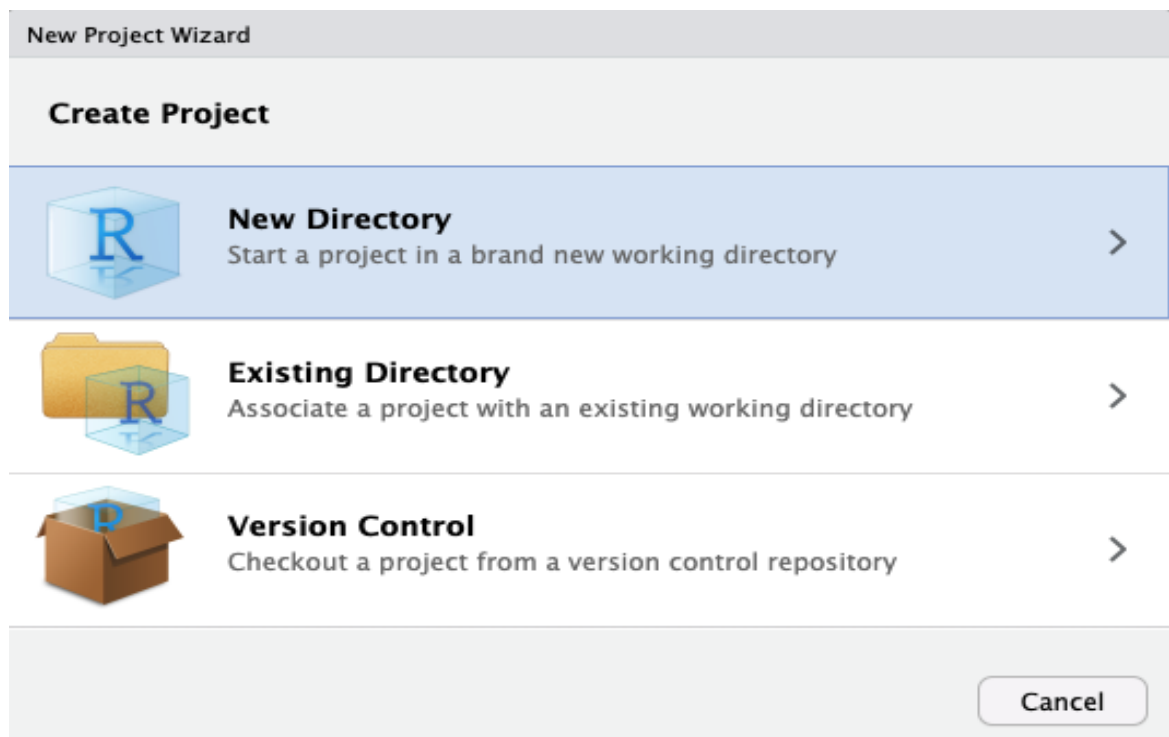 New Project Wizard
Create Project
R
New Directory
Start a project in a brand new working directory
R
Existing Directory
Associate a project with an existing working directory
R
Version Control
Checkout a project from a version control repository
Cancel